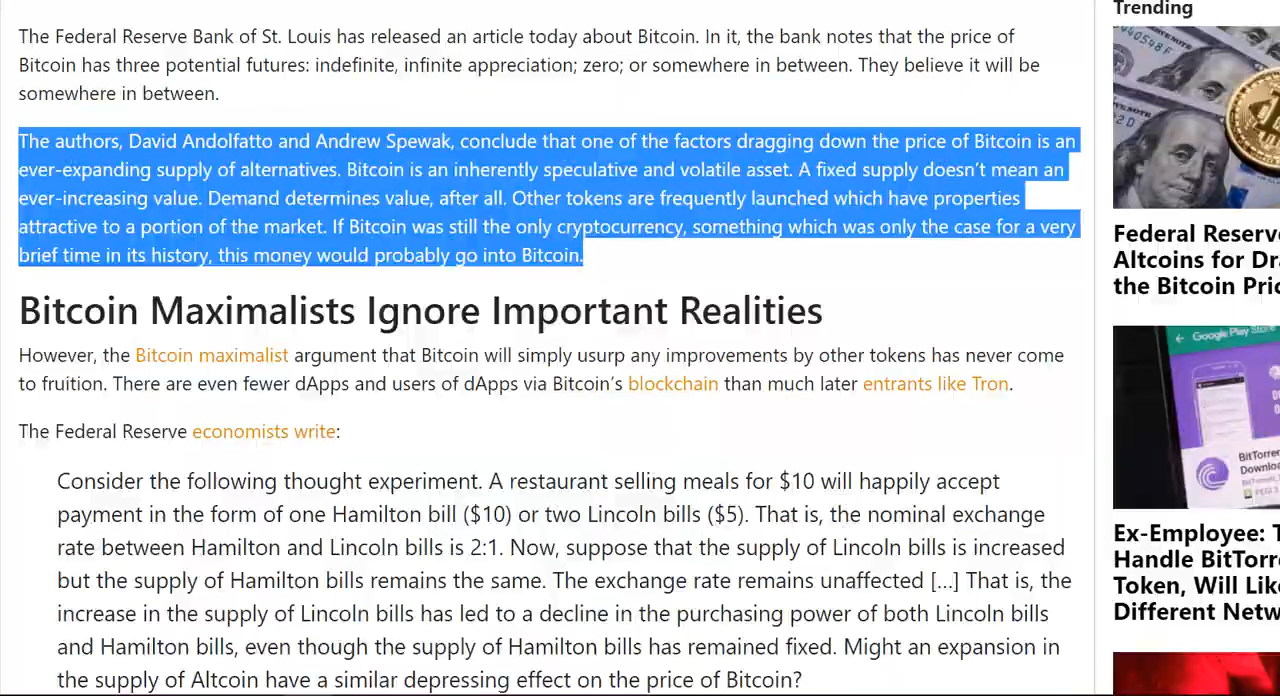 The Federal Reserve Bank of St. Louis has released an article today about Bitcoin. In it, the bank notes that the price of
Bitcoin has three potential futures: indefinite, infinite appreciation; zero; or somewhere in between. They believe it will be
somewhere in between.
The authors, David Andolfatto and Andrew Spewak, conclude that one of the factors dragging down the price of Bitcoin is an
ever-expanding supply of alternatives. Bitcoin is an inherently speculative and volatile asset. A fixed supply doesn’t mean an
ever-increasing value. Demand determines value, after all. Other tokens are frequently launched which have properties
attractive to a portion of the market. If Bitcoin was still the only cryptocurrency, something which was only the case for a very
brief time in its history, this money would probably go into Bitcoin.
Bitcoin Maximalists Ignore Important Realities
However, the Bitcoin maximalist argument that Bitcoin will simply usurp any improvements by other tokens has never come
to fruition. There are even fewer dApps and users of dApps via Bitcoin’s blockchain than much later entrants like Tron.
The Federal Reserve economists write:
Consider the following thought experiment. A restaurant selling meals for $10 will happily accept
payment in the form of one Hamilton bill ($10) or two Lincoln bills ($5). That is, the nominal exchange
rate between Hamilton and Lincoln bills is 2:1. Now, suppose that the supply of Lincoln bills is increased
but the supply of Hamilton bills remains the same. The exchange rate remains unaffected […] That is, the
increase in the supply of Lincoln bills has led to a decline in the purchasing power of both Lincoln bills
and Hamilton bills, even though the supply of Hamilton bills has remained fixed. Might an expansion in
the supply of Altcoin have a similar depressing effect on the price of Bitcoin?
Trending
Federal Reserve
Altcoins for Dr
the Bitcoin Pric
Google Play Store
BitTorre
Downloa
Ex-Employee: T
Handle BitTorre
Token, Will Like
Different Netw